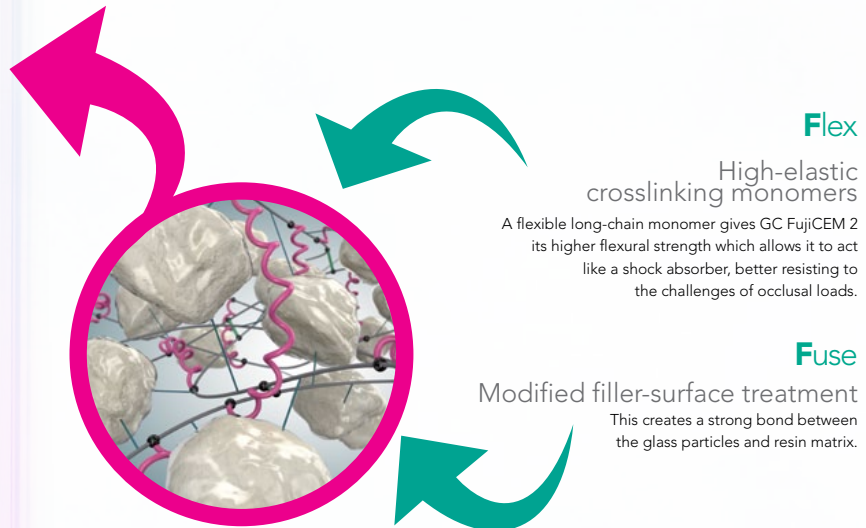 Flex
High-elastic
crosslinking monomers
A flexible long-chain monomer gives GC FujiCEM 2
its higher flexural strength which allows it to act
like a shock absorber, better resisting to
the challenges of occlusal loads.
Fuse
Modified filler-surface treatment
This creates a strong bond between
the glass particles and resin matrix.